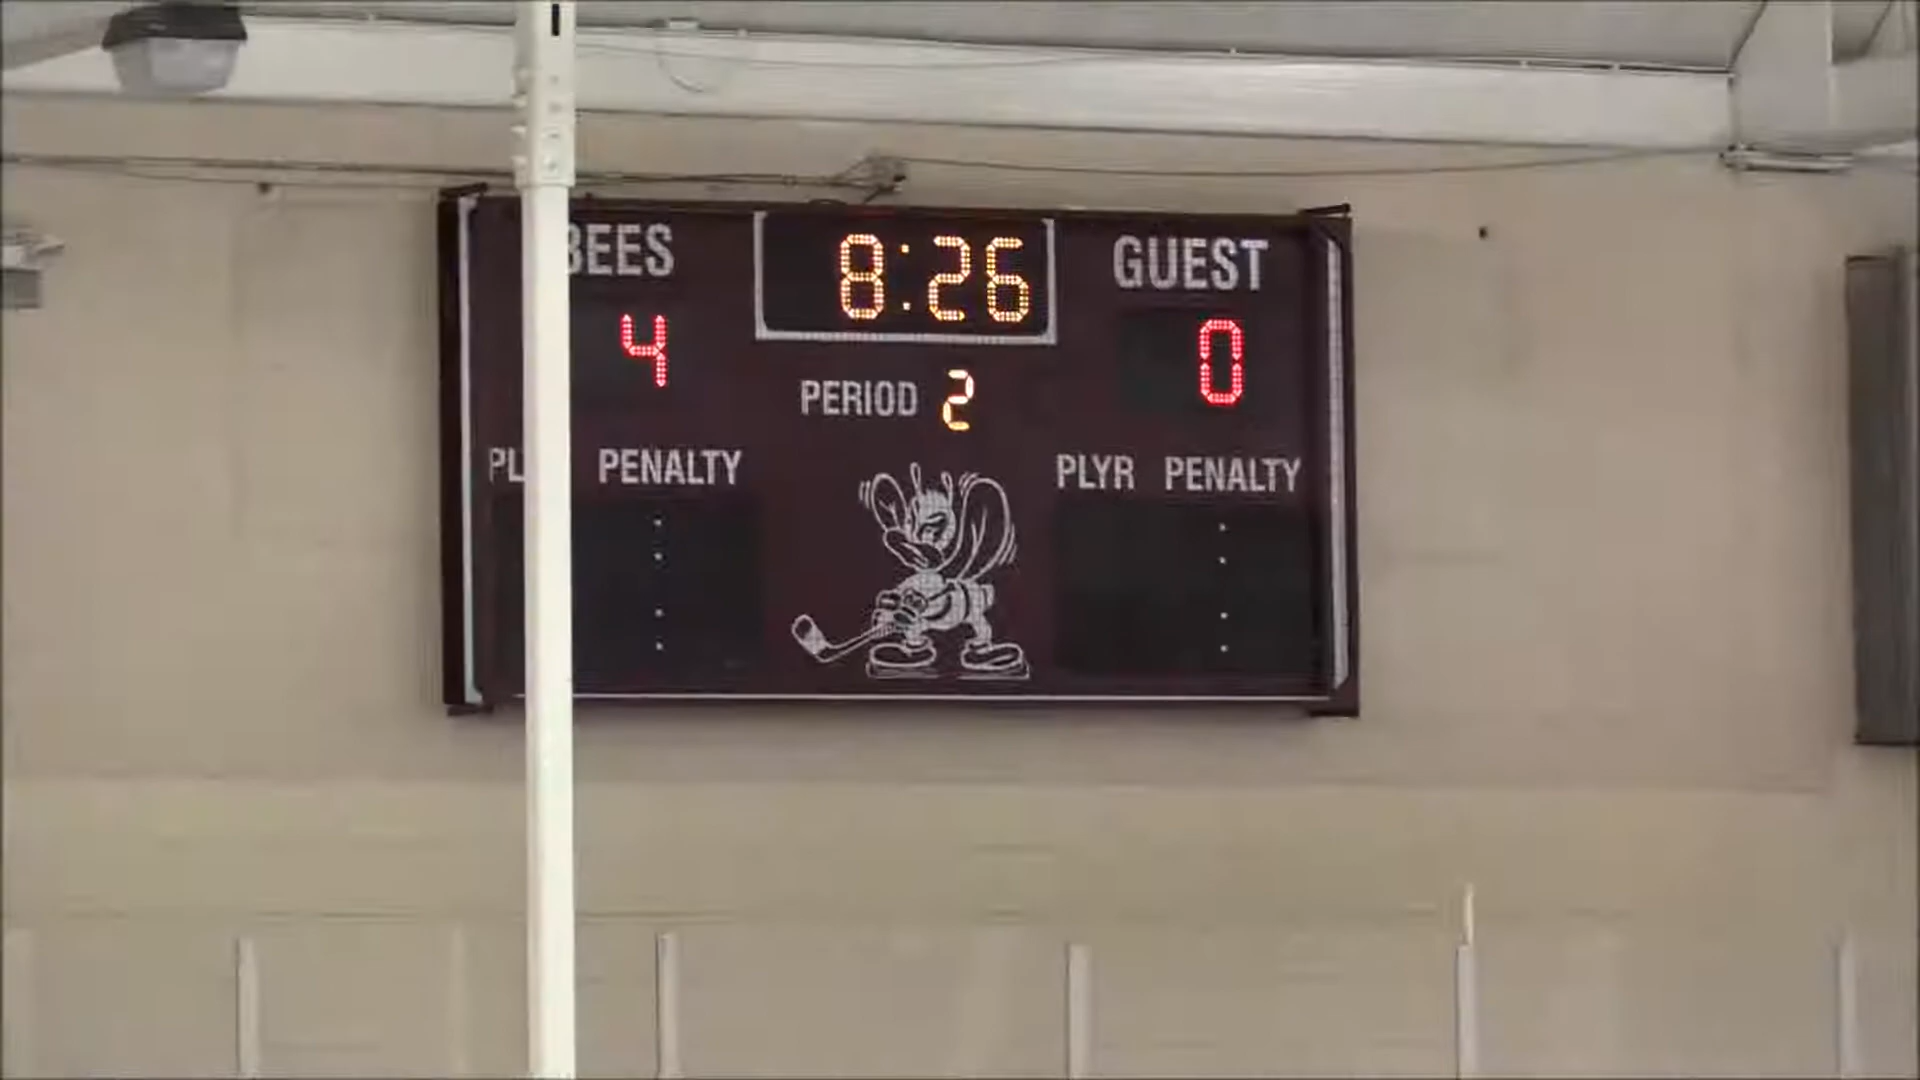 BEES 8:26 GUEST
4 0
PERIOD 2
PENALTY PLYR PENALTY